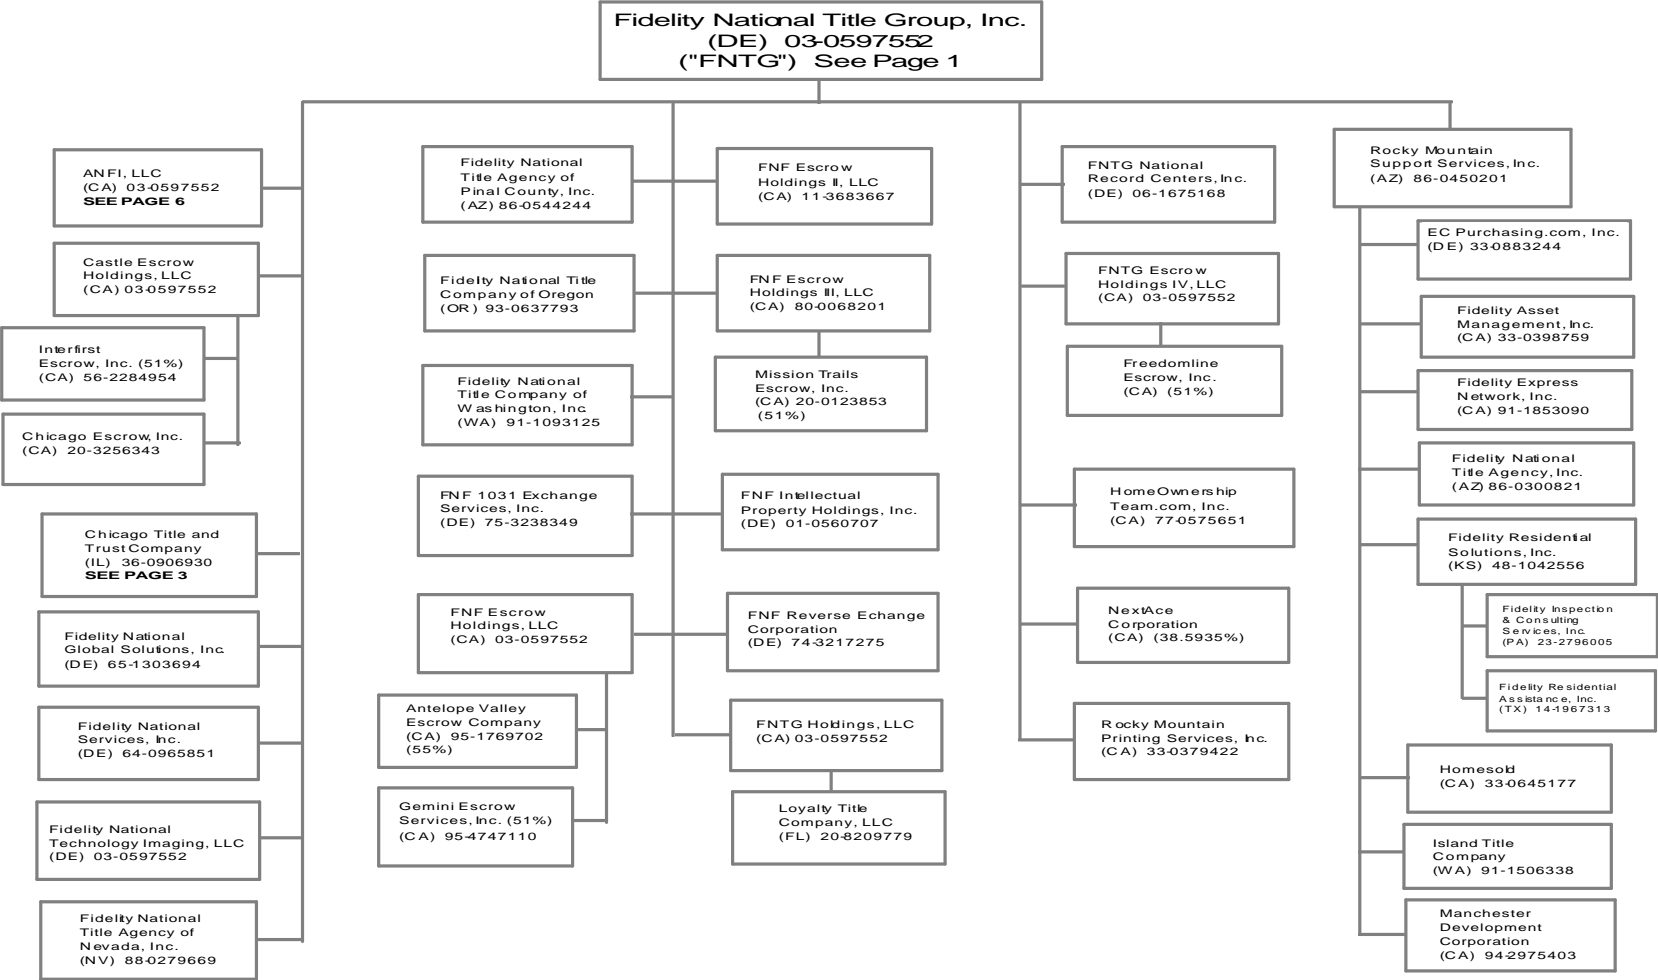 Fidelity National Title Group, Inc.
(DE) 03-0597552
("FNTG") See Page 1
ANFI, LLC
(CA) 03-0597552
SEE PAGE 6
Castle Escrow
Holdings, LLC
(CA) 03-0597552
Interfirst
Escrow, Inc. (51%)
(CA) 56-2284954
Chicago Escrow, Inc.
(CA) 20-3256343
Chicago Title and
Trust Company
(IL) 36-0906930
SEE PAGE 3
Fidelity National
Global Solutions, Inc.
(DE) 65-1303694
Fidelity National
Services, Inc.
(DE) 64-0965851
Fidelity National
Technology Imaging, LLC
(DE) 03-0597552
Fidelity National
Title Agency of
Nevada, Inc.
(NV) 88-0279669
Fidelity National
Title Agency of
Pinal County, Inc.
(AZ) 86-0544244
Fidelity National Title
Company of Oregon
(OR) 93-0637793
Fidelity National
Title Company of
Washington, Inc.
(WA) 91-1093125
FNF 1031 Exchange
Services, Inc.
(DE) 75-3238349
FNF Escrow
Holdings, LLC
(CA) 03-0597552
Antelope Valley
Escrow Company
(CA) 95-1769702
(55%)
Gemini Escrow
Services, Inc. (51%)
(CA) 95-4747110
FNF Escrow
Holdings II, LLC
(CA) 11-3683667
FNF Escrow
Holdings III, LLC
(CA) 80-0068201
Mission Trails
Escrow, Inc.
(CA) 20-0123853
(51%)
FNF Intellectual
Property Holdings, Inc.
(DE) 01-0560707
FNF Reverse Echange
Corporation
(DE) 74-3217275
FNTG Holdings, LLC
(CA) 03-0597552
Loyalty Title
Company, LLC
(FL) 20-8209779
FNTG National
Record Centers, Inc.
(DE) 06-1675168
FNTG Escrow
Holdings IV, LLC
(CA) 03-0597552
Freedomline
Escrow, Inc.
(CA) (51%)
HomeOwnership
Team.com, Inc.
(CA) 77-0575651
NextAce
Corporation
(CA) (38.5935%)
Rocky Mountain
Printing Services, Inc.
(CA) 33-0379422
Rocky Mountain
Support Services, Inc.
(AZ) 86-0450201
EC Purchasing.com, Inc.
(DE) 33-0883244
Fidelity Asset
Management, Inc.
(CA) 33-0398759
Fidelity Express
Network, Inc.
(CA) 91-1853090
Fidelity National
Title Agency, Inc.
(AZ) 86-0300821
Fidelity Residential
Solutions, Inc.
(KS) 48-1042556
Fidelity Inspection
& Consulting
Services, Inc.
(PA) 23-2796005
Fidelity Residential
Assistance, Inc.
(TX) 14-1967313
Homesold
(CA) 33-0645177
Island Title
Company
(WA) 91-1506338
Manchester
Development
Corporation
(CA) 94-2975403